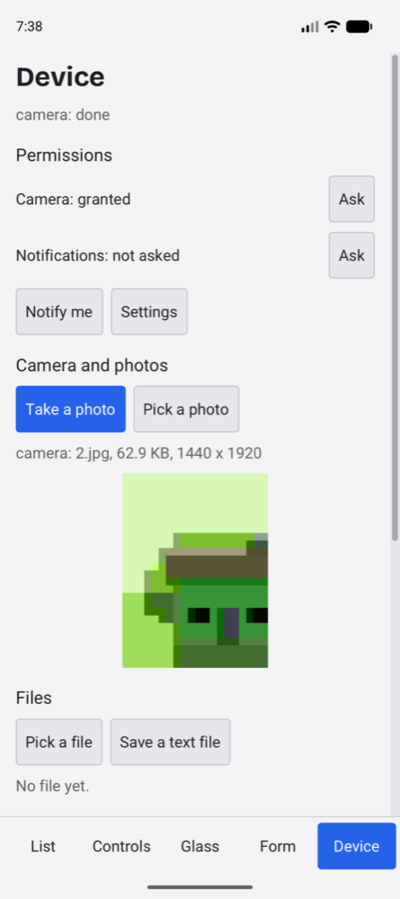 7:38
Device
camera: done
Permissions
Camera: granted
Ask
Notifications: not asked
Ask
Notify me
Settings
Camera and photos
Take a photo
Pick a photo
camera: 2.jpg, 62.9 KB, 1440 x 1920
Files
Pick a file
Save a text file
No file yet.
List
Controls
Glass
Form
Device